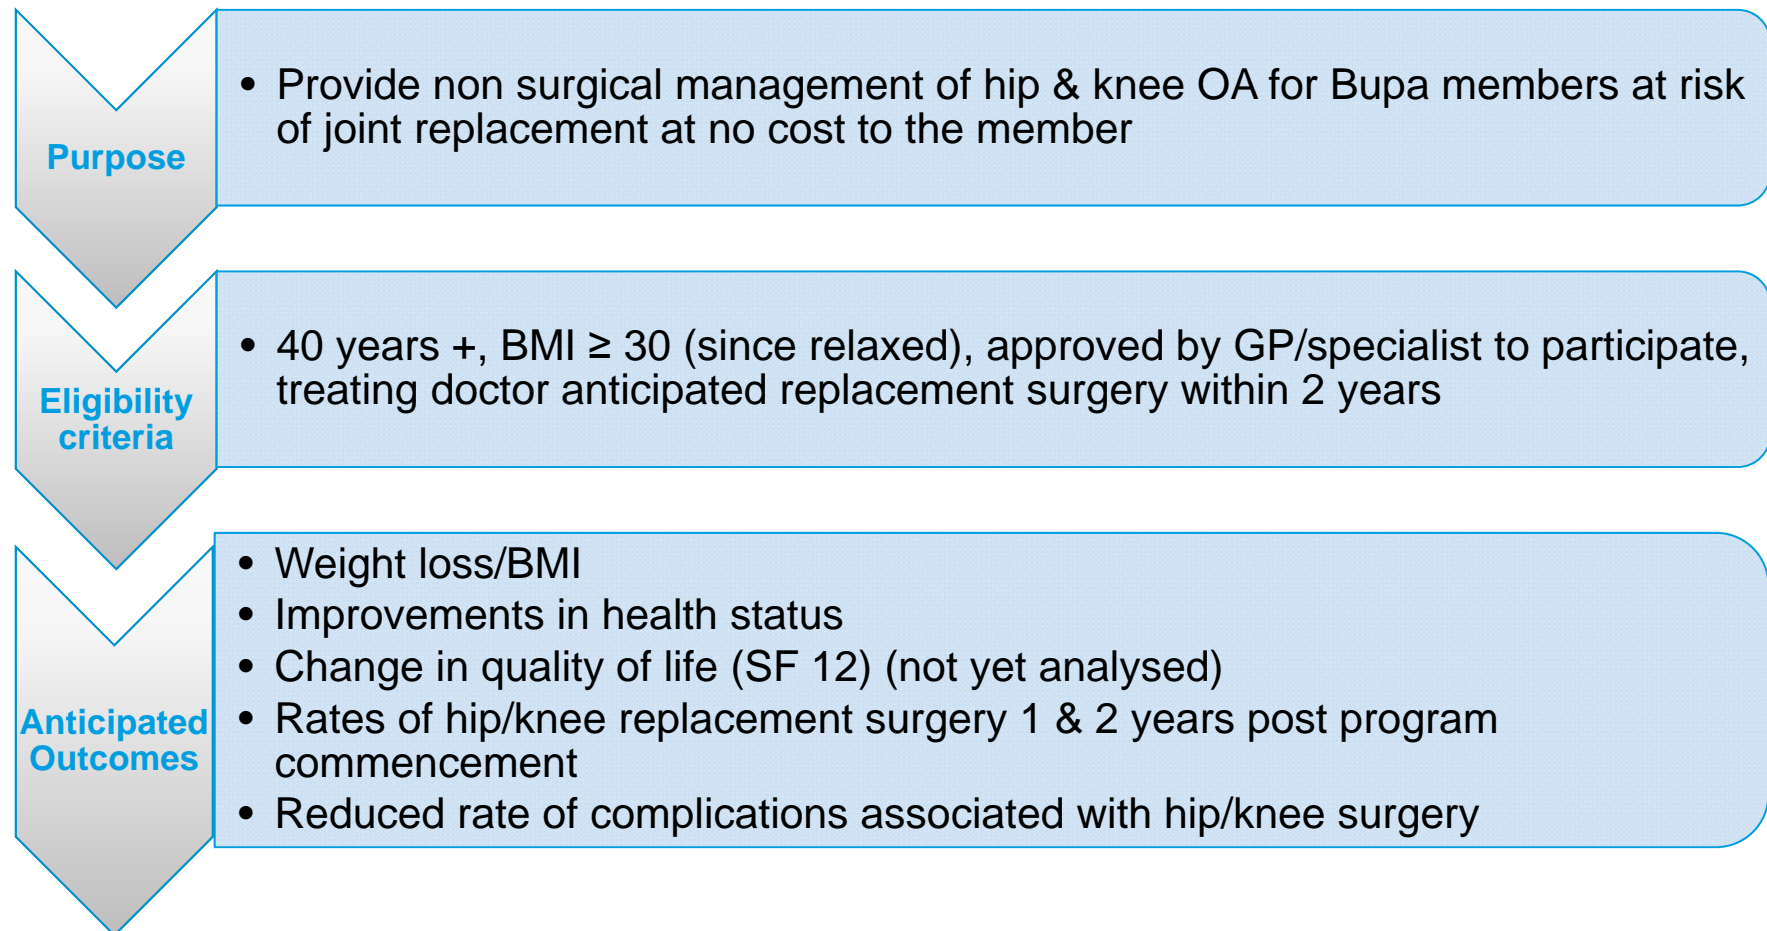 Purpose
• Provide non surgical management of hip & knee OA for Bupa members at risk
of joint replacement at no cost to the member
Eligibility
criteria
• 40 years +, BMI ≥ 30 (since relaxed), approved by GP/specialist to participate,
treating doctor anticipated replacement surgery within 2 years
Anticipated
Outcomes
• Weight loss/BMI
• Improvements in health status
• Change in quality of life (SF 12) (not yet analysed)
• Rates of hip/knee replacement surgery 1 & 2 years post program
commencement
• Reduced rate of complications associated with hip/knee surgery